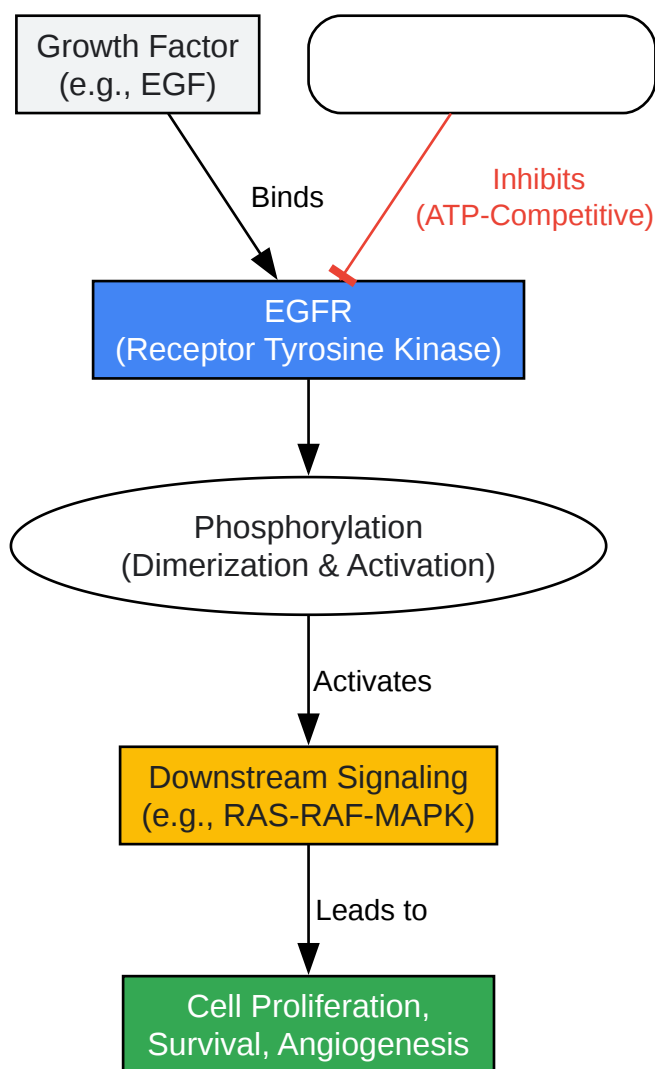 Growth Factor
(e.g., EGF)
Binds
Inhibits
(ATP-Competitive)
EGFR
(Receptor Tyrosine Kinase)
Phosphorylation
(Dimerization & Activation)
Activates
Downstream Signaling
(e.g., RAS-RAF-MAPK)
Leads to
Cell Proliferation,
Survival, Angiogenesis